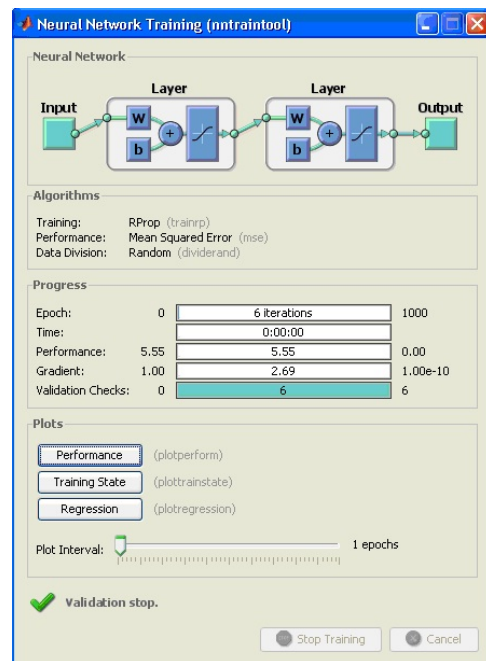 Neural Network Training (nntraintool)
Neural Network
Layer Layer
Input Output
W W
+ +
b b
Algorithms
Training: RProp (trainrp)
Performance: Mean Squared Error (mse)
Data Division: Random (dividerand)
Progress
Epoch: 0 6 iterations 1000
Time: 0:00:00
Performance: 5.55 5.55 0.00
Gradient: 1.00 2.69 1.00e-10
Validation Checks: 0 6 6
Plots
Performance (plotperform)
Training State (plottrainstate)
Regression (plotregression)
Plot Interval: 1 epochs
Validation stop.
Stop Training Cancel